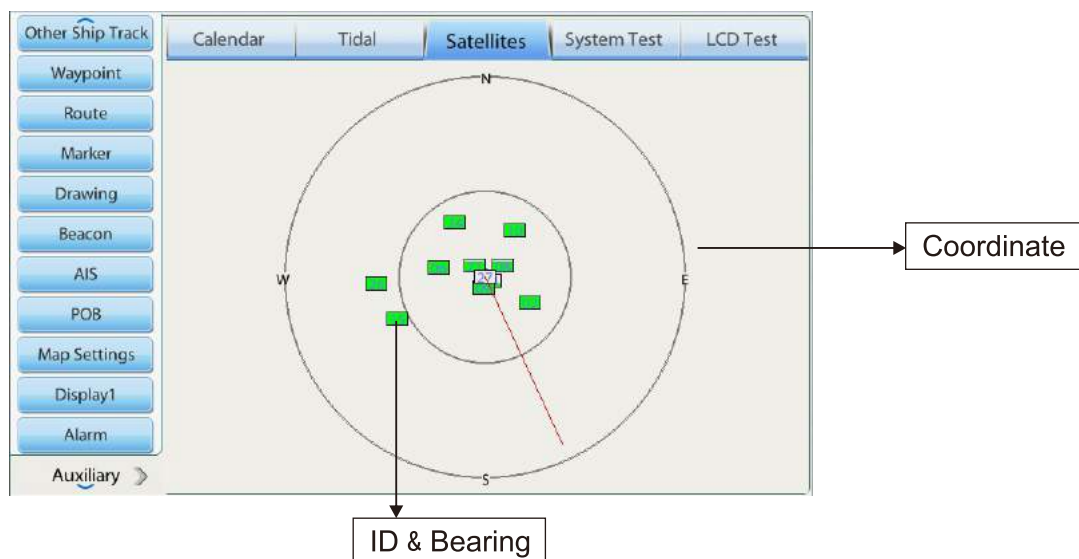 Other Ship Track
Waypoint
Route
Marker
Drawing
Beacon
AIS
POB
Map Settings
Display1
Alarm
Auxiliary
Calendar
Tidal
Satellites
System Test
LCD Test
N
W
27
E
S
Coordinate
ID & Bearing